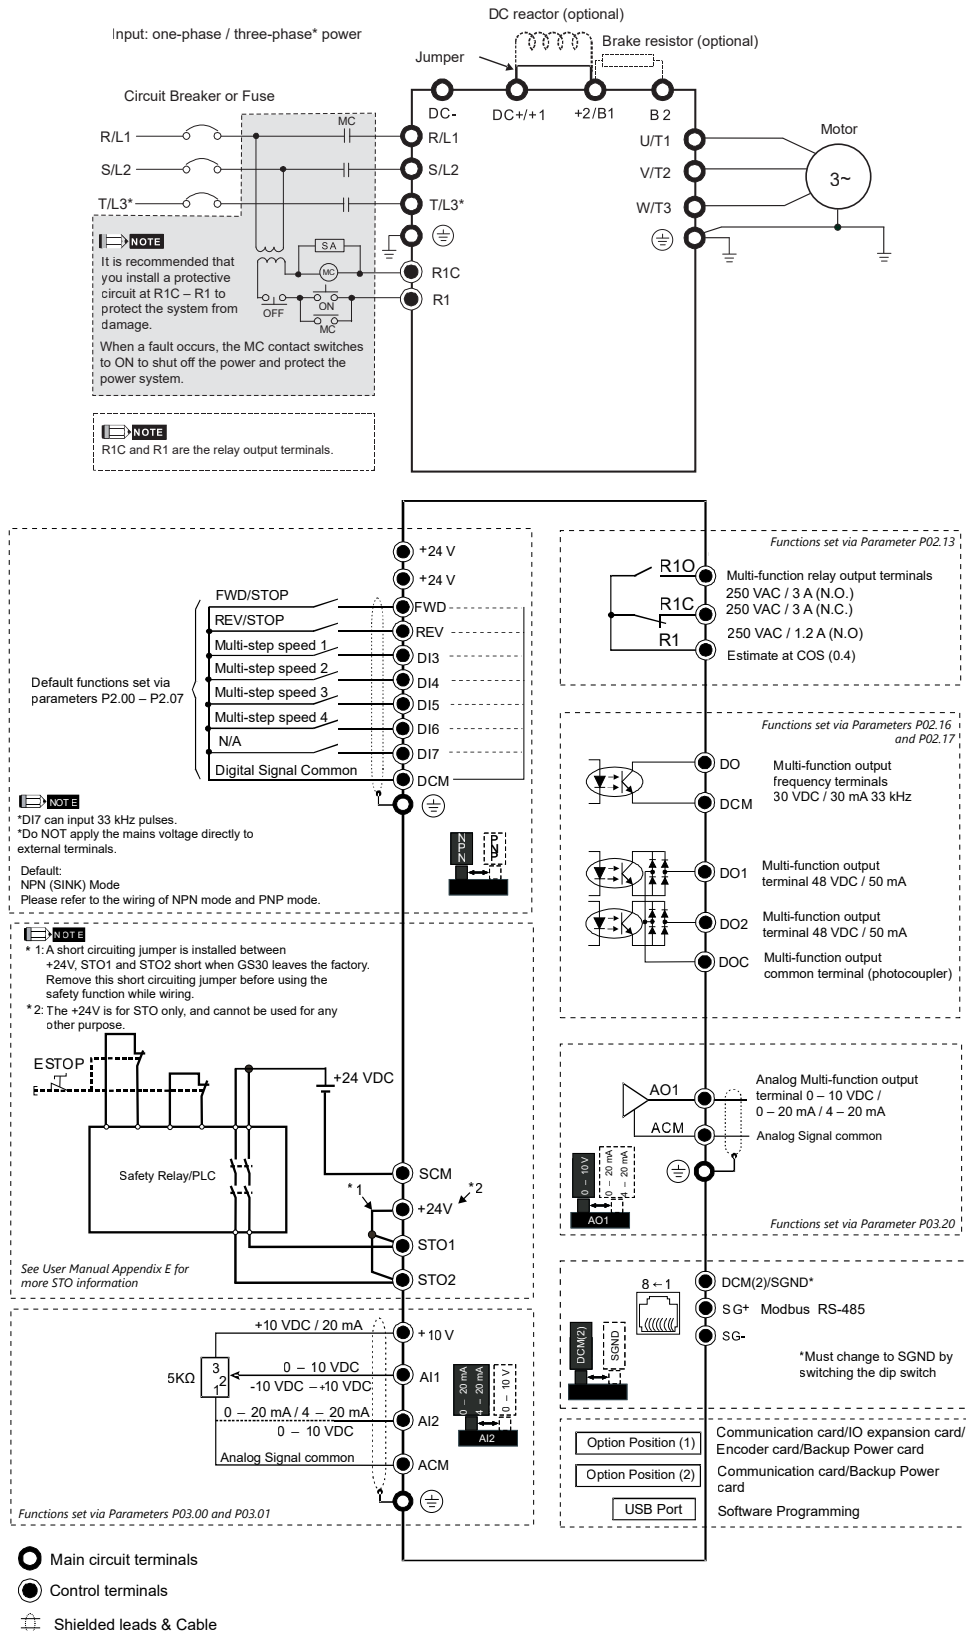 DC reactor (optional)
Input: one-phase / three-phase* power
Brake resistor (optional)
Jumper
Circuit Breaker or Fuse
DC-
DC+/+1
+2/B1
B 2
MC
R/L1
R/L1
U/T1
Motor
S/L2
S/L2
V/T2
3~
T/L3*
T/L3*
W/T3
NOTE
It is recommended that
you install a protective
circuit at R1C – R1 to
protect the system from
damage.
When a fault occurs, the MC contact switches
to ON to shut off the power and protect the
power system.
S A
MC
R1C
OFF
ON
MC
R1
NOTE
R1C and R1 are the relay output terminals.
+24 V
+24 V
FWD/STOP
FWD
REV/STOP
REV
Multi-step speed 1
DI3
Multi-step speed 2
DI4
Default functions set via
parameters P2.00 – P2.07
Multi-step speed 3
DI5
Multi-step speed 4
DI6
N/A
DI7
Digital Signal Common
DCM
NOTE
*DI7 can input 33 kHz pulses.
*Do NOT apply the mains voltage directly to
external terminals.
Default:
NPN (SINK) Mode
Please refer to the wiring of NPN mode and PNP mode.
NPN
PNP
Functions set via Parameter P02.13
R1O
R1C
R1
Multi-function relay output terminals
250 VAC / 3 A (N.O.)
250 VAC / 3 A (N.C.)
250 VAC / 1.2 A (N.O)
Estimate at COS (0.4)
Functions set via Parameters P02.16
and P02.17
DO
DCM
Multi-function output
frequency terminals
30 VDC / 30 mA 33 kHz
DO1
Multi-function output
terminal 48 VDC / 50 mA
DO2
Multi-function output
terminal 48 VDC / 50 mA
DOC
Multi-function output
common terminal (photocoupler)
NOTE
* 1: A short circuiting jumper is installed between
+24V, STO1 and STO2 short when GS30 leaves the factory.
Remove this short circuiting jumper before using the
safety function while wiring.
* 2: The +24V is for STO only, and cannot be used for any
other purpose.
ESTOP
+24 VDC
Safety Relay/PLC
SCM
* 1
*2
+24V
STO1
STO2
See User Manual Appendix E for
more STO information
AO1
Analog Multi-function output
terminal 0 – 10 VDC /
0 – 20 mA / 4 – 20 mA
ACM
Analog Signal common
0 – 10 V
0 – 20 mA
4 – 20 mA
AO1
Functions set via Parameter P03.20
8←1
DCM(2)/SGND*
SG+ Modbus RS-485
SG-
DCM(2)
SGND
*Must change to SGND by
switching the dip switch
+10 VDC / 20 mA
+10 V
5KΩ
3
2
1
0 – 10 VDC
-10 VDC – +10 VDC
AI1
0 – 20 mA / 4 – 20 mA
0 – 10 VDC
AI2
Analog Signal common
ACM
0 – 20 mA
4 – 20 mA
0 – 10 V
AI2
Functions set via Parameters P03.00 and P03.01
Option Position (1)
Communication card/IO expansion card/
Encoder card/Backup Power card
Option Position (2)
Communication card/Backup Power
card
USB Port
Software Programming
Main circuit terminals
Control terminals
Shielded leads & Cable